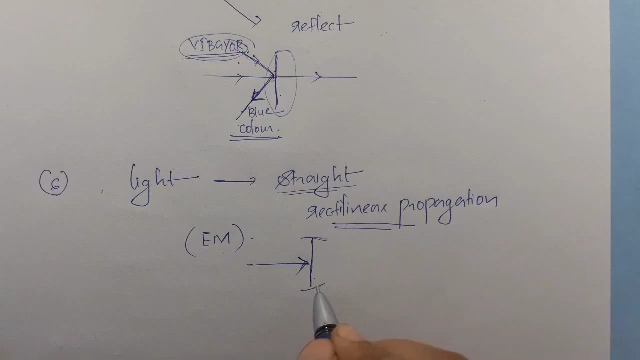 reflect
VIBGYOR
Blue
Colour
6
light → straight
rectilinear propagation
(EM)